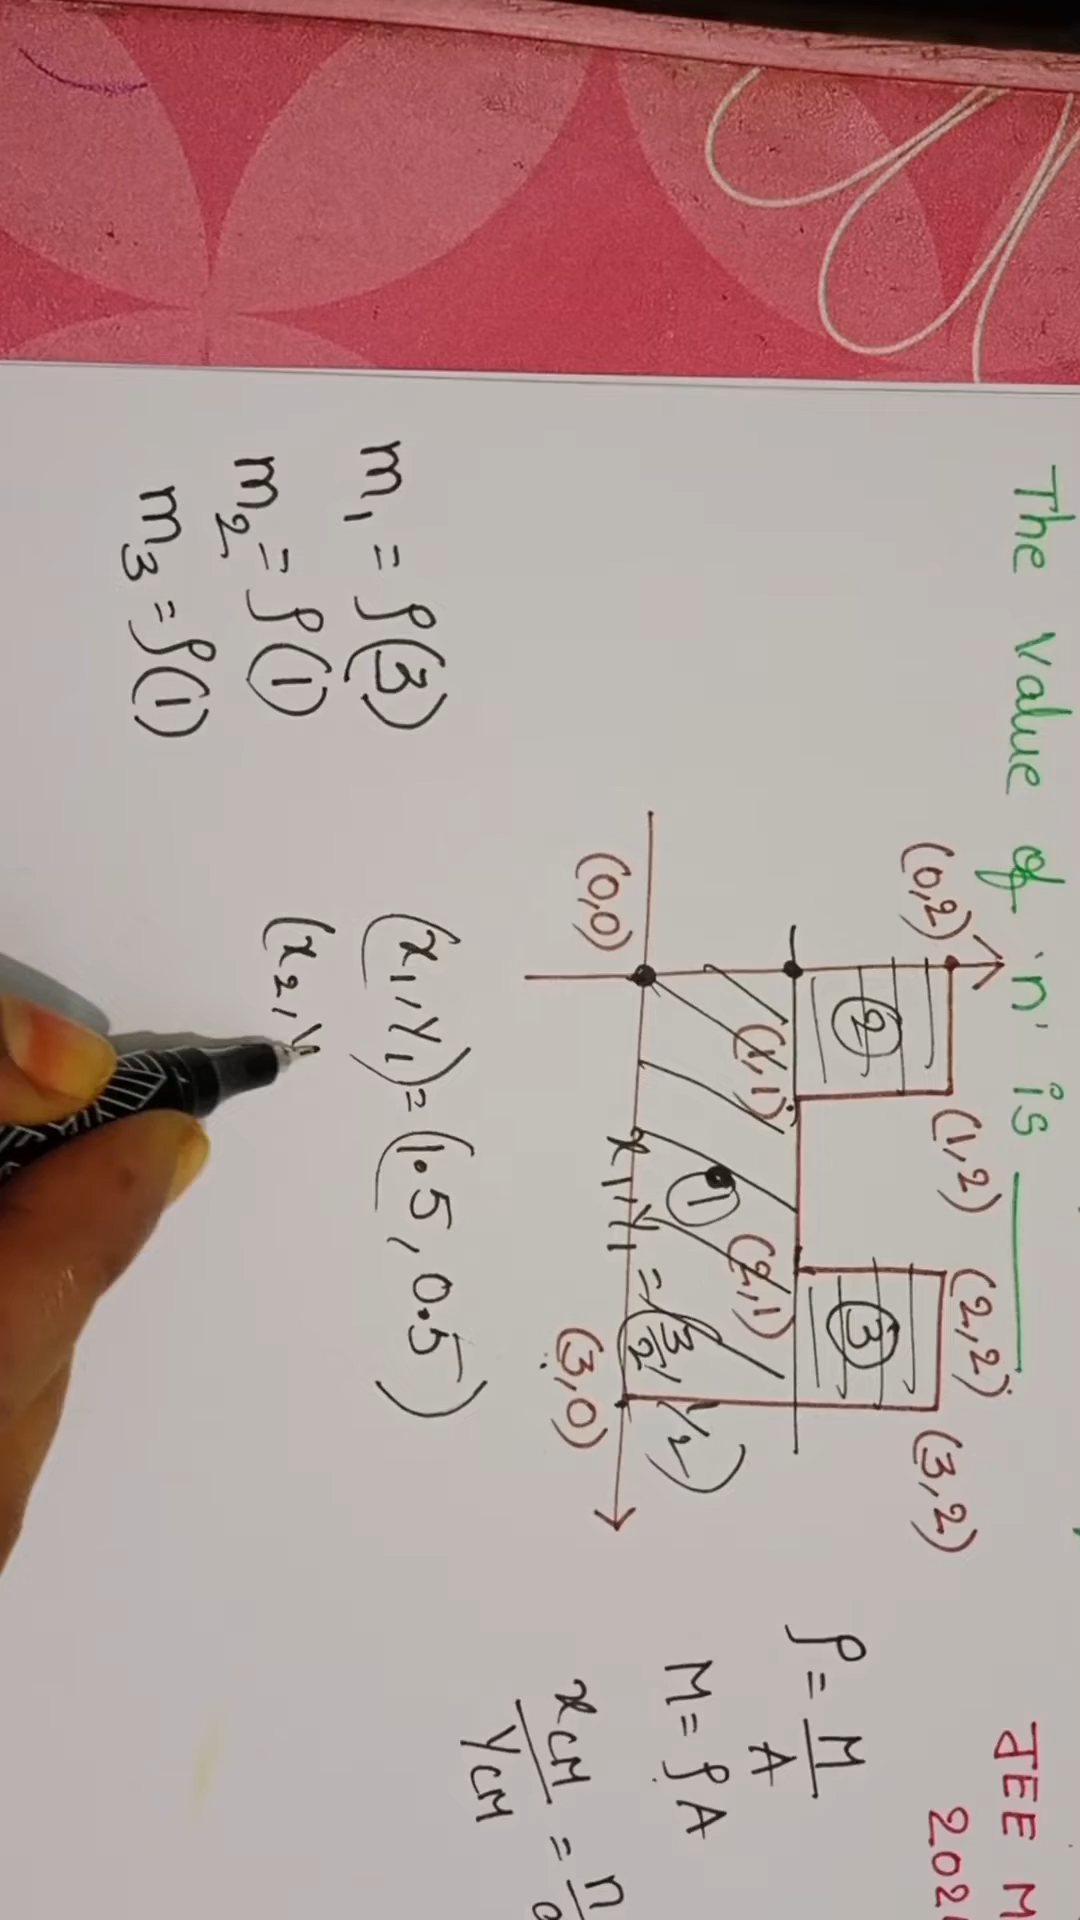 The value of 'n' is
JEE M
202
(0,2)
(1,2)
(2,2)
(3,2)
②
③
(1,1)
(2,1)
①
x₁,y₁ = (3/2, 1/2)
(0,0)
(3,0)
ρ = M/A
M = ρA
xCM/yCM = n
m₁ = ρ(3)
m₂ = ρ(1)
m₃ = ρ(1)
(x₁,y₁) = (1.5, 0.5)
(x₂,